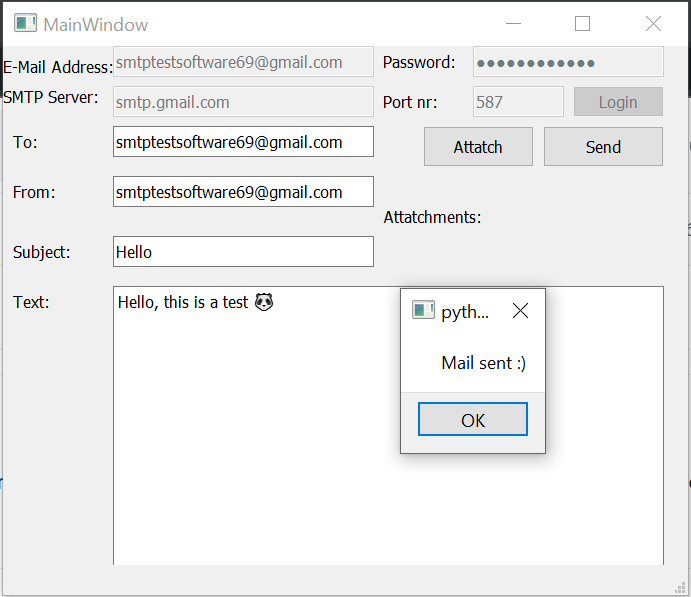 MainWindow
E-Mail Address: smtptestsoftware69@gmail.com Password: ●●●●●●●●●●●●
SMTP Server: smtp.gmail.com Port nr: 587 Login
To: smtptestsoftware69@gmail.com Attatch Send
From: smtptestsoftware69@gmail.com
Attatchments:
Subject: Hello
Text: Hello, this is a test 🐼
pyth...
Mail sent :)
OK